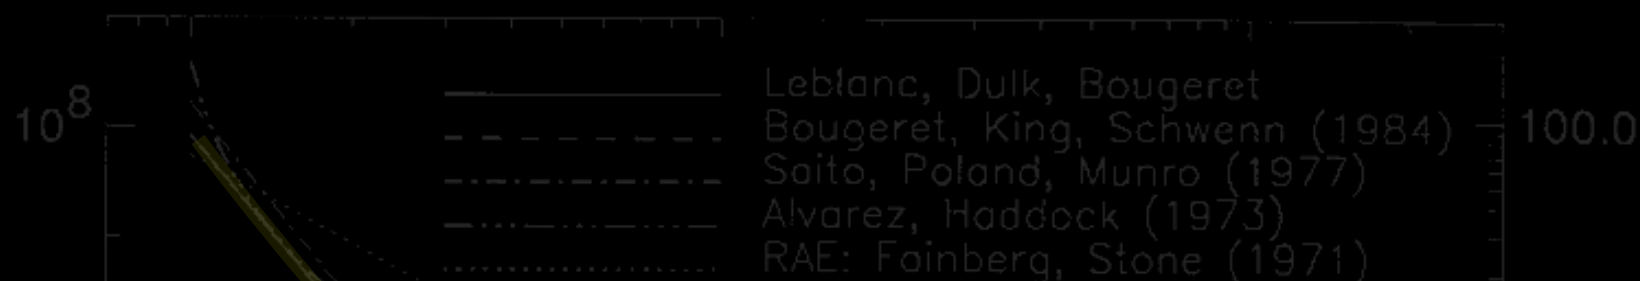 Leblanc, Dulk, Bougeret
10^8
Bougeret, King, Schwenn (1984)
100.0
Saito, Poland, Munro (1977)
Alvarez, Haddock (1973)
RAE: Fainberg, Stone (1971)